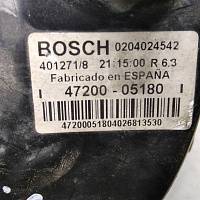 BOSCH 0204024542
401271/8 21:15:00 R 6.3
Fabricado en ESPAÑA
47200 - 05180
47200051804026813530